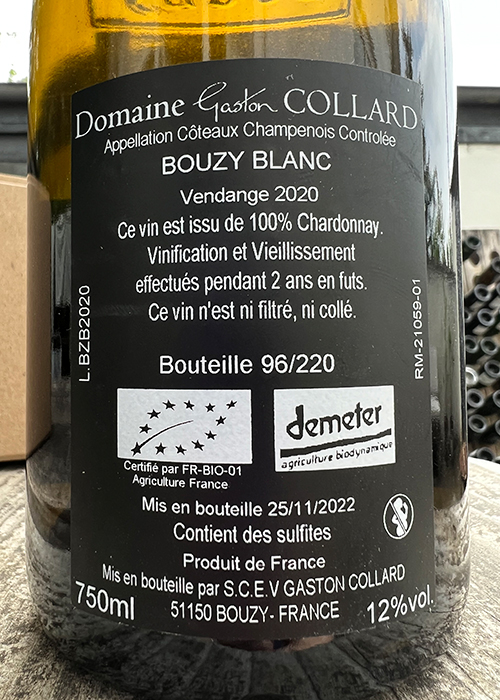 Domaine Gaston COLLARD
Appellation Côteaux Champenois Controlée
BOUZY BLANC
Vendange 2020
Ce vin est issu de 100% Chardonnay.
Vinification et Vieillissement
effectués pendant 2 ans en futs.
Ce vin n'est ni filtré, ni collé.
L.BZB2020
RM-21059-01
Bouteille 96/220
demeter
agriculture biodynamique
Certifié par FR-BIO-01
Agriculture France
Mis en bouteille 25/11/2022
Contient des sulfites
Produit de France
Mis en bouteille par S.C.E.V GASTON COLLARD
750ml 51150 BOUZY- FRANCE 12%vol.